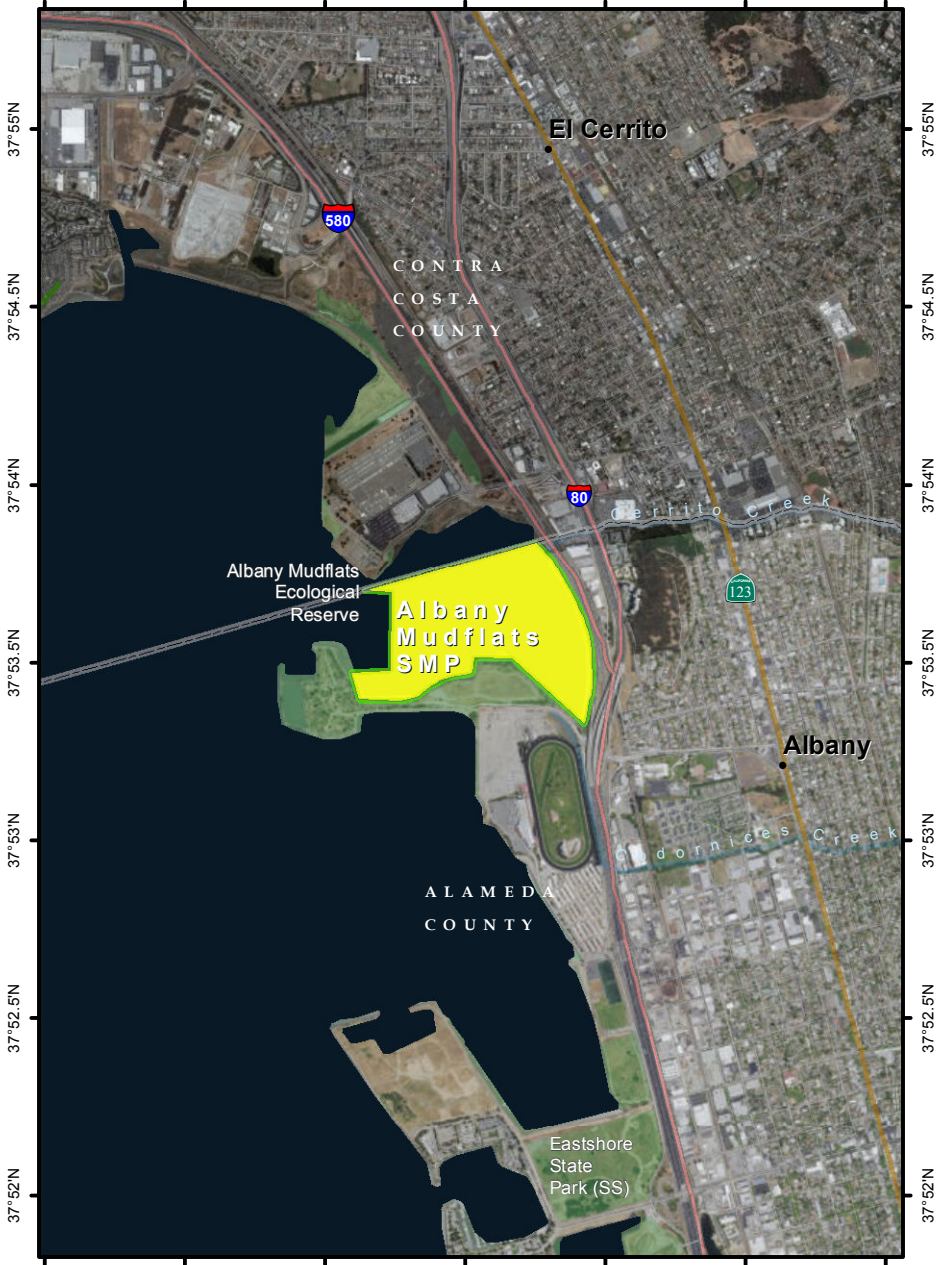 37°55'N
37°55'N
El Cerrito
580
CONTRA
COSTA
COUNTY
37°54.5'N
37°54.5'N
37°54'N
37°54'N
80
Cerrito Creek
Albany Mudflats
Ecological
Reserve
CALIFORNIA
123
Albany
Mudflats
SMP
37°53.5'N
37°53.5'N
Albany
37°53'N
37°53'N
Codornices Creek
ALAMEDA
COUNTY
37°52.5'N
37°52.5'N
Eastshore
State
Park (SS)
37°52'N
37°52'N